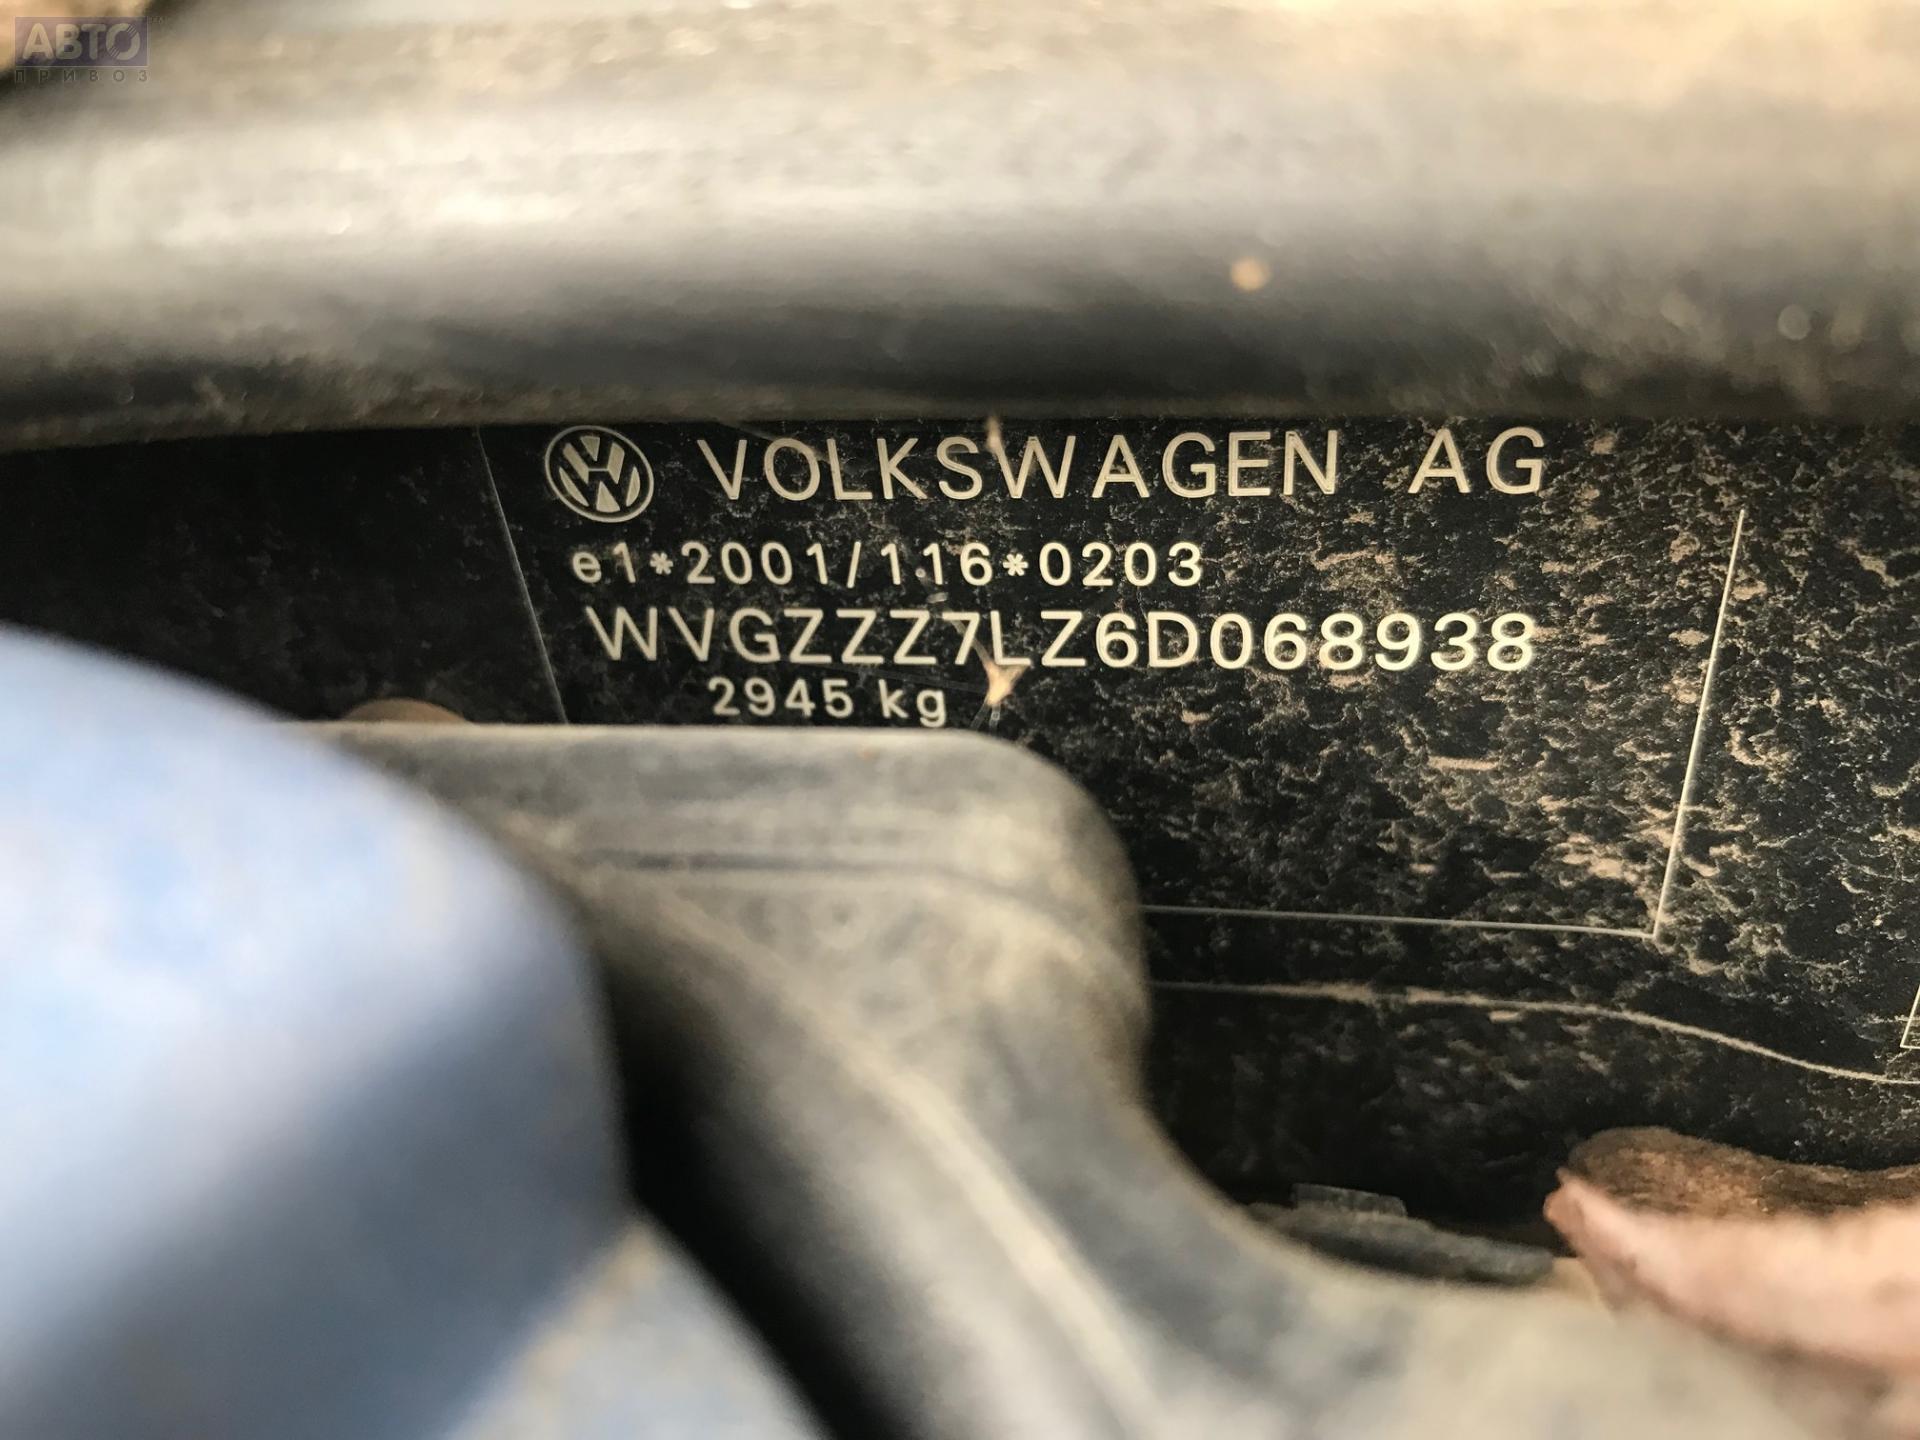 АВТО
ПРИВОЗ
VOLKSWAGEN AG
e1*2001/116*0203
WVGZZZ7LZ6D068938
2945 kg